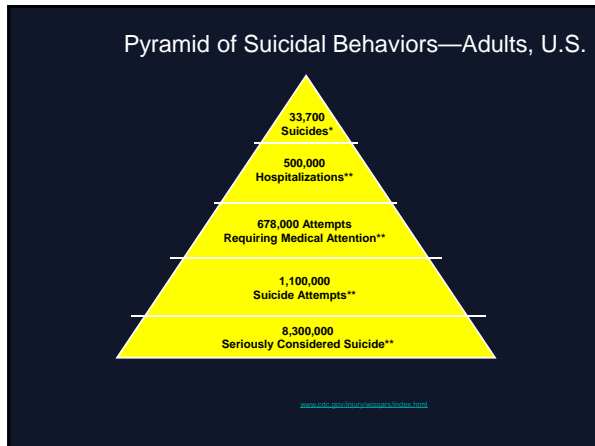 Pyramid of Suicidal Behaviors—Adults, U.S.
33,700
Suicides*
500,000
Hospitalizations**
678,000 Attempts
Requiring Medical Attention**
1,100,000
Suicide Attempts**
8,300,000
Seriously Considered Suicide**
www.cdc.gov/injury/wisqars/index.html